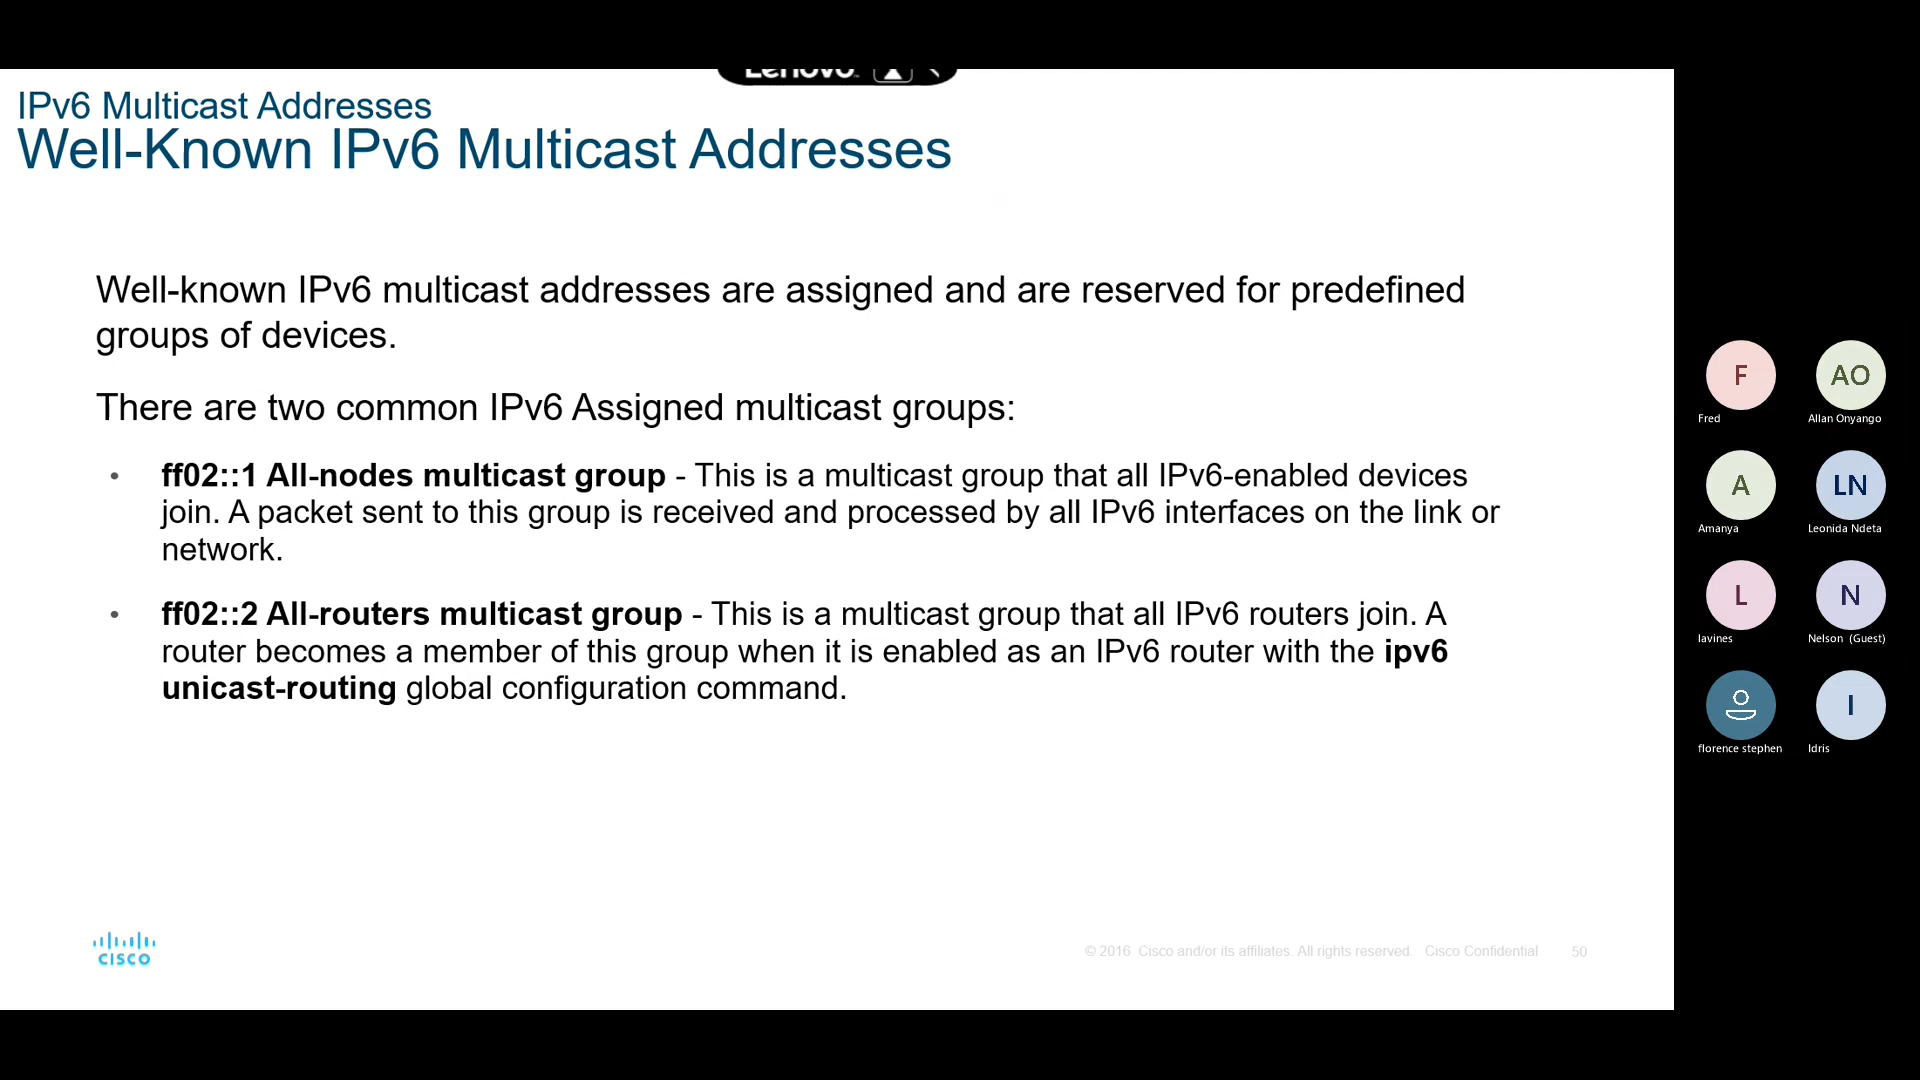 Lenovo
IPv6 Multicast Addresses
Well-Known IPv6 Multicast Addresses
Well-known IPv6 multicast addresses are assigned and are reserved for predefined
groups of devices.
There are two common IPv6 Assigned multicast groups:
• ff02::1 All-nodes multicast group - This is a multicast group that all IPv6-enabled devices
join. A packet sent to this group is received and processed by all IPv6 interfaces on the link or
network.
• ff02::2 All-routers multicast group - This is a multicast group that all IPv6 routers join. A
router becomes a member of this group when it is enabled as an IPv6 router with the ipv6
unicast-routing global configuration command.
CISCO
© 2016 Cisco and/or its affiliates. All rights reserved. Cisco Confidential 50
F AO
Fred Allan Onyango
A LN
Amanya Leonida Ndeta
L N
lavines Nelson (Guest)
I
florence stephen Idris